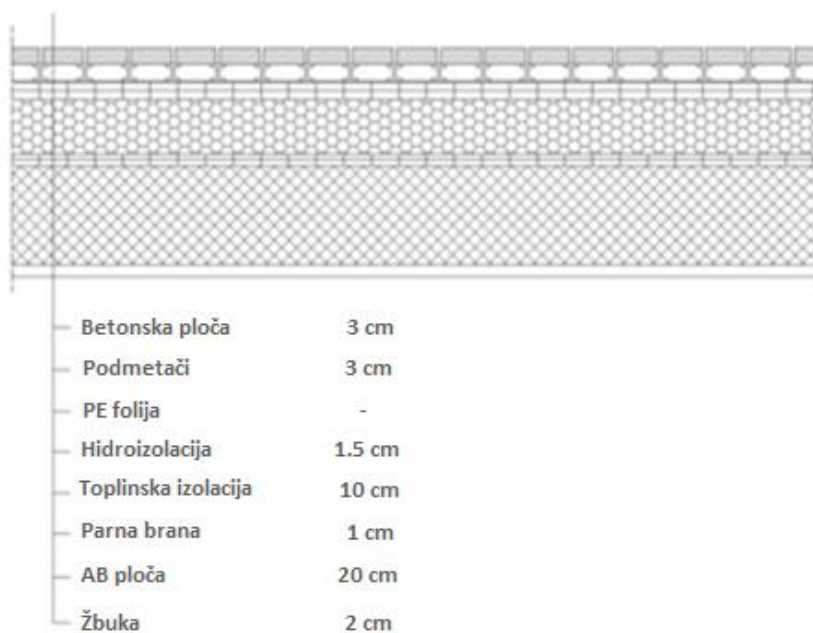 Betonska ploča 3 cm
Podmetači 3 cm
PE folija -
Hidroizolacija 1.5 cm
Toplinska izolacija 10 cm
Parna brana 1 cm
AB ploča 20 cm
Žbuka 2 cm